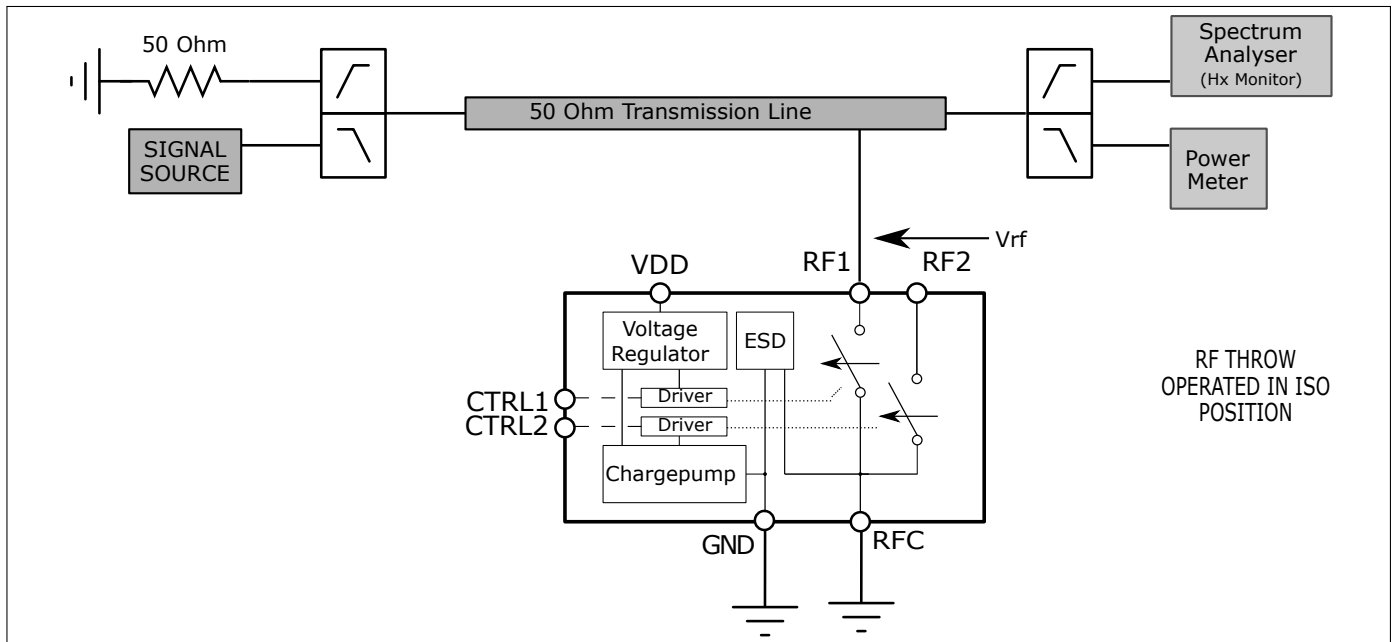 50 Ohm
SIGNAL
SOURCE
50 Ohm Transmission Line
Spectrum
Analyser
(Hx Monitor)
Power
Meter
Vrf
VDD
RF1
RF2
Voltage
Regulator
ESD
Driver
Driver
CTRL1
CTRL2
Chargepump
GND
RFC
RF THROW
OPERATED IN ISO
POSITION